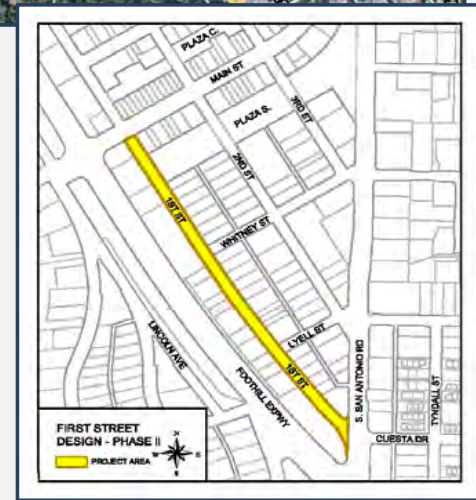 PLAZA C.
MAIN ST
PLAZA S.
3RD ST
2ND ST
1ST ST
WHITNEY ST
LYELL ST
1ST ST
LINCOLN AVE
FOOTHILL EXPWY
S. SAN ANTONIO RD
TYNDALL ST
CUESTA DR
FIRST STREET
DESIGN - PHASE II
PROJECT AREA
N
W
E
S